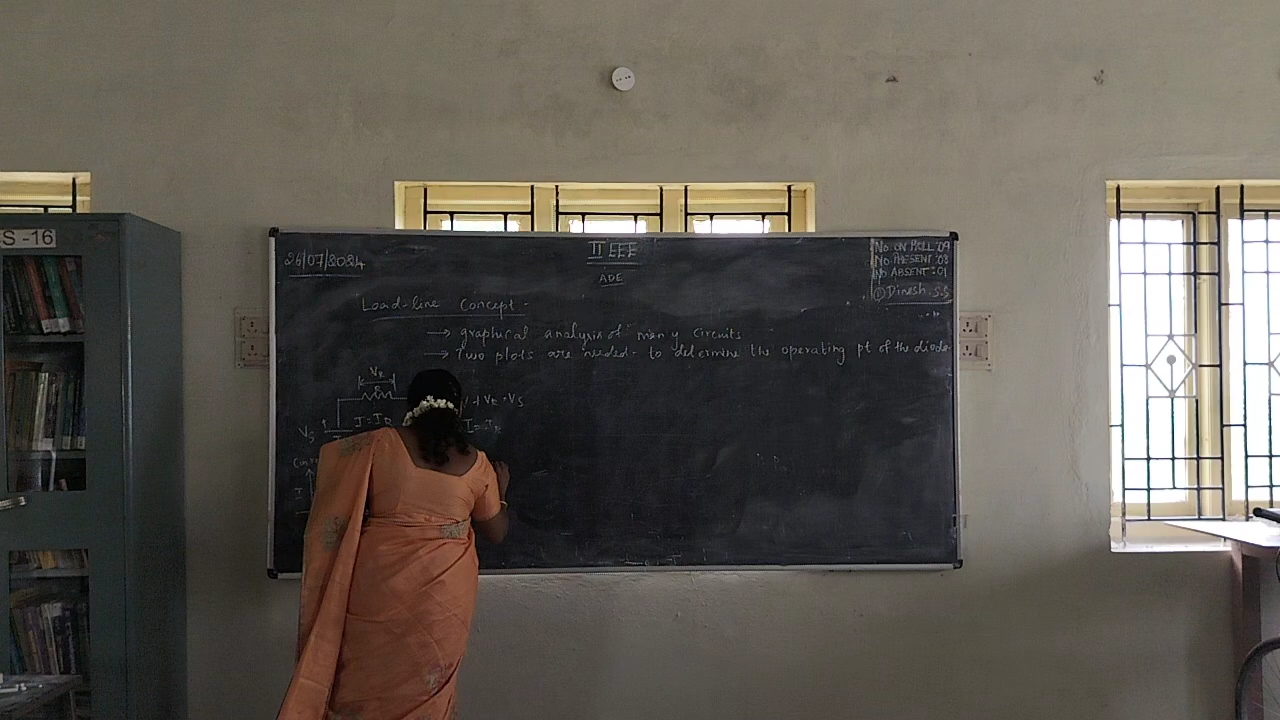 S -16
26/07/2024
II EEE
ADE
No. ON ROLL : 09
No. PRESENT : 08
No ABSENT : 01
① Dinesh. S.S
Load-line Concept -
→ graphical analysis of many circuits
→ Two plots are needed - to determine the operating pt of the diode
VR
R
+ VR = VS
VS
I = IR
I = IR
I